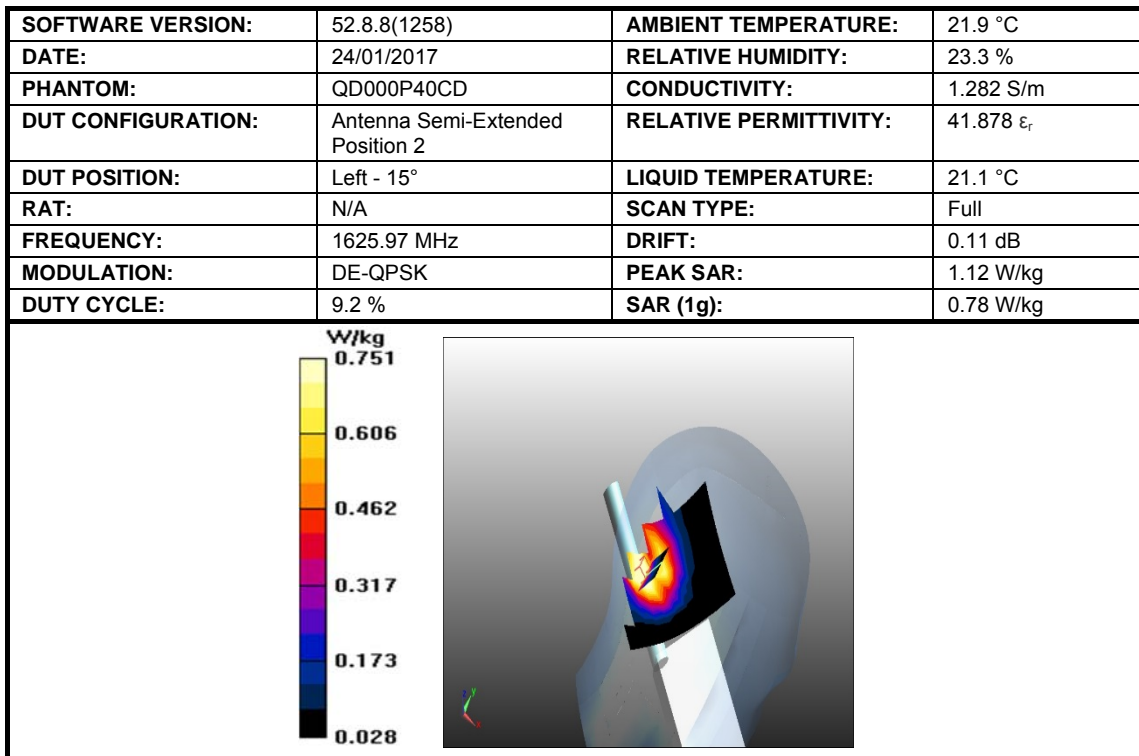 SOFTWARE VERSION: 52.8.8(1258) AMBIENT TEMPERATURE: 21.9 °C
DATE: 24/01/2017 RELATIVE HUMIDITY: 23.3 %
PHANTOM: QD000P40CD CONDUCTIVITY: 1.282 S/m
DUT CONFIGURATION: Antenna Semi-Extended RELATIVE PERMITTIVITY: 41.878 εr
Position 2
DUT POSITION: Left - 15° LIQUID TEMPERATURE: 21.1 °C
RAT: N/A SCAN TYPE: Full
FREQUENCY: 1625.97 MHz DRIFT: 0.11 dB
MODULATION: DE-QPSK PEAK SAR: 1.12 W/kg
DUTY CYCLE: 9.2 % SAR (1g): 0.78 W/kg
W/kg
0.751
0.606
0.462
0.317
0.173
0.028
z y
x